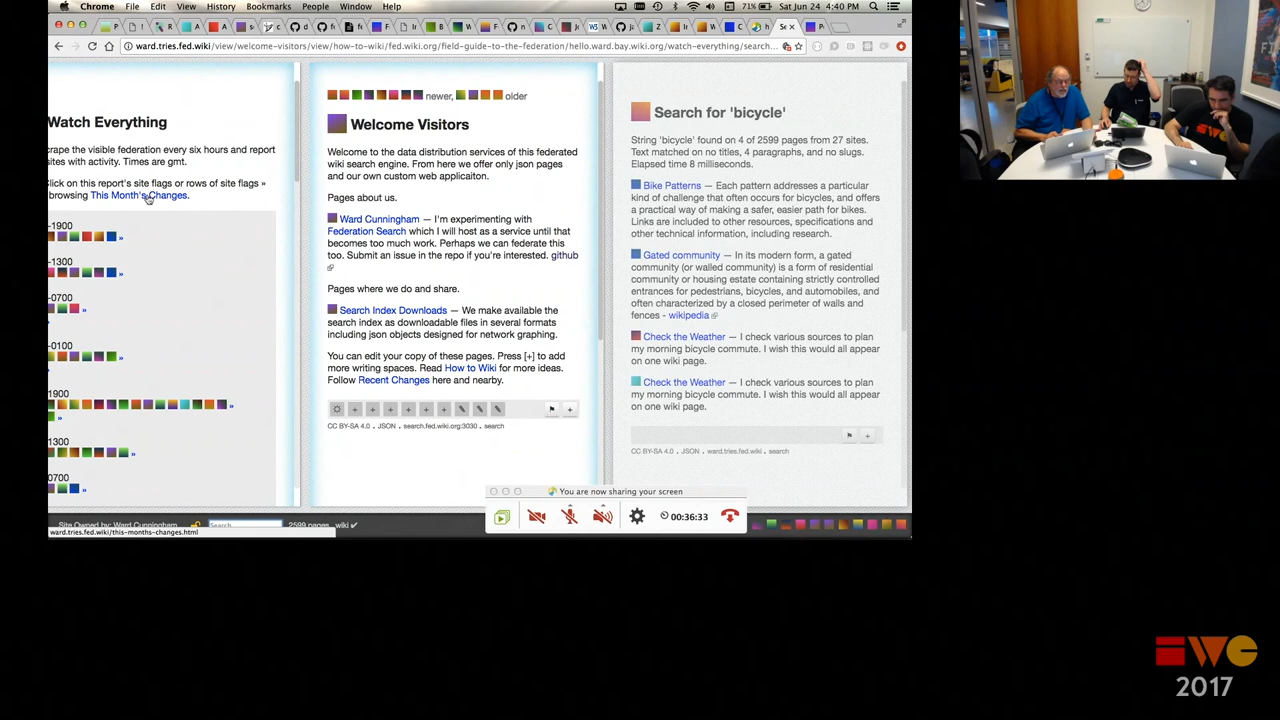 Chrome File Edit View History Bookmarks People Window Help
71% Sat Jun 24 4:40 PM
ward.tries.fed.wiki/view/welcome-visitors/view/how-to-wiki/fed.wiki.org/field-guide-to-the-federation/hello.ward.bay.wiki.org/watch-everything/search...
Watch Everything
crape the visible federation every six hours and report
sites with activity. Times are gmt.
Click on this report's site flags or rows of site flags »
browsing This Month's Changes.
-1900
»
-1300
»
-0700
»
-0100
»
1900
»
1300
»
0700
»
newer, older
Welcome Visitors
Welcome to the data distribution services of this federated
wiki search engine. From here we offer only json pages
and our own custom web applicaiton.
Pages about us.
Ward Cunningham — I'm experimenting with
Federation Search which I will host as a service until that
becomes too much work. Perhaps we can federate this
too. Submit an issue in the repo if you're interested. github
Pages where we do and share.
Search Index Downloads — We make available the
search index as downloadable files in several formats
including json objects designed for network graphing.
You can edit your copy of these pages. Press [+] to add
more writing spaces. Read How to Wiki for more ideas.
Follow Recent Changes here and nearby.
CC BY-SA 4.0 . JSON . search.fed.wiki.org:3030 . search
Search for 'bicycle'
String 'bicycle' found on 4 of 2599 pages from 27 sites.
Text matched on no titles, 4 paragraphs, and no slugs.
Elapsed time 8 milliseconds.
Bike Patterns — Each pattern addresses a particular
kind of challenge that often occurs for bicycles, and offers
a practical way of making a safer, easier path for bikes.
Links are included to other resources, specifications and
other technical information, including research.
Gated community — In its modern form, a gated
community (or walled community) is a form of residential
community or housing estate containing strictly controlled
entrances for pedestrians, bicycles, and automobiles, and
often characterized by a closed perimeter of walls and
fences - wikipedia
Check the Weather — I check various sources to plan
my morning bicycle commute. I wish this would all appear
on one wiki page.
Check the Weather — I check various sources to plan
my morning bicycle commute. I wish this would all appear
on one wiki page.
CC BY-SA 4.0 . JSON . ward.tries.fed.wiki . search
You are now sharing your screen
00:36:33
Site Owned by: Ward Cunningham Search 2599 pages wiki ✔
ward.tries.fed.wiki/this-months-changes.html
IWC
2017